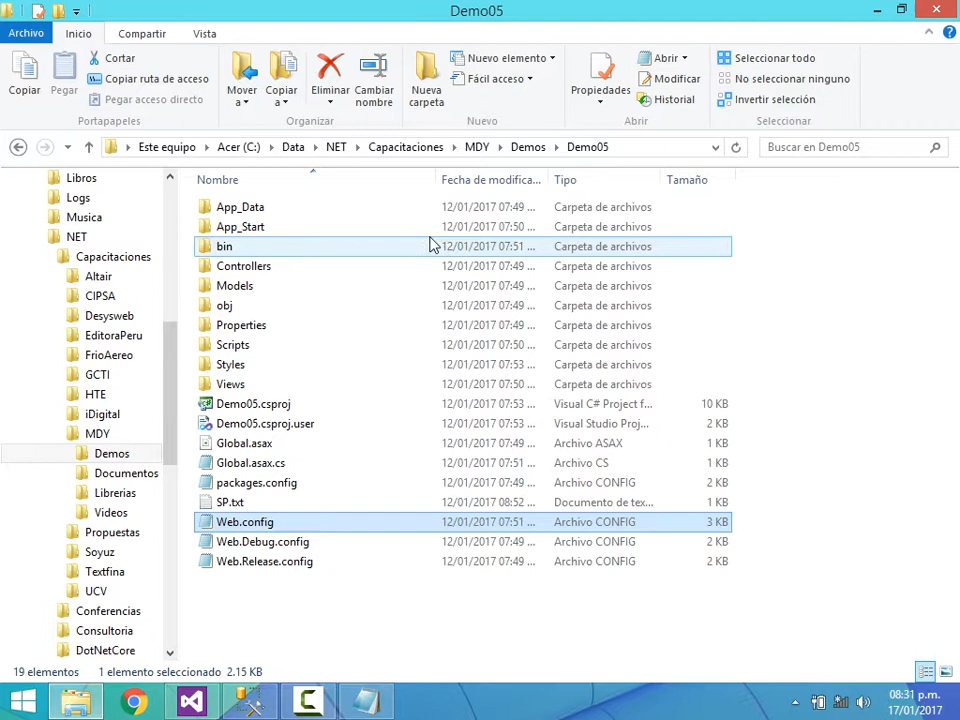 Demo05
Archivo Inicio Compartir Vista
Copiar
Pegar
Cortar
Copiar ruta de acceso
Pegar acceso directo
Portapapeles
Mover a
Copiar a
Eliminar
Cambiar nombre
Organizar
Nueva carpeta
Nuevo elemento
Fácil acceso
Nuevo
Propiedades
Abrir
Modificar
Historial
Abrir
Seleccionar todo
No seleccionar ninguno
Invertir selección
Seleccionar
Este equipo Acer (C:) Data NET Capacitaciones MDY Demos Demo05
Buscar en Demo05
Libros
Logs
Musica
NET
Capacitaciones
Altair
CIPSA
Desysweb
EditoraPeru
FrioAereo
GCTI
HTE
iDigital
MDY
Demos
Documentos
Librerias
Videos
Propuestas
Soyuz
Textfina
UCV
Conferencias
Consultoria
DotNetCore
Nombre Fecha de modifica... Tipo Tamaño
App_Data 12/01/2017 07:49 ... Carpeta de archivos
App_Start 12/01/2017 07:50 ... Carpeta de archivos
bin 12/01/2017 07:51 ... Carpeta de archivos
Controllers 12/01/2017 07:49 ... Carpeta de archivos
Models 12/01/2017 07:49 ... Carpeta de archivos
obj 12/01/2017 07:49 ... Carpeta de archivos
Properties 12/01/2017 07:49 ... Carpeta de archivos
Scripts 12/01/2017 07:50 ... Carpeta de archivos
Styles 12/01/2017 07:53 ... Carpeta de archivos
Views 12/01/2017 07:50 ... Carpeta de archivos
Demo05.csproj 12/01/2017 07:53 ... Visual C# Project f... 10 KB
Demo05.csproj.user 12/01/2017 07:53 ... Visual Studio Proj... 2 KB
Global.asax 12/01/2017 07:49 ... Archivo ASAX 1 KB
Global.asax.cs 12/01/2017 07:51 ... Archivo CS 1 KB
packages.config 12/01/2017 07:49 ... Archivo CONFIG 1 KB
SP.txt 12/01/2017 08:52 ... Documento de tex... 1 KB
Web.config 12/01/2017 07:51 ... Archivo CONFIG 3 KB
Web.Debug.config 12/01/2017 07:49 ... Archivo CONFIG 2 KB
Web.Release.config 12/01/2017 07:49 ... Archivo CONFIG 2 KB
19 elementos 1 elemento seleccionado 2.15 KB
08:31 p.m.
17/01/2017